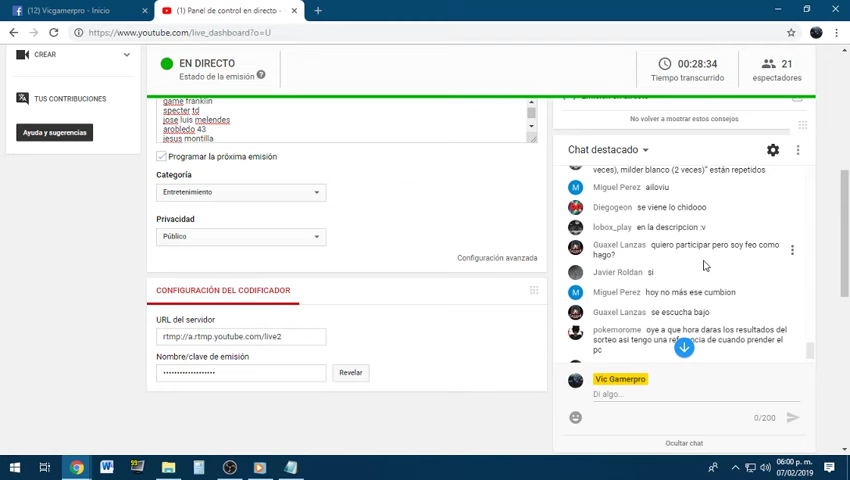 (12) Vicgamerpro - Inicio
(1) Panel de control en directo -
https://www.youtube.com/live_dashboard?o=U
CREAR
TUS CONTRIBUCIONES
Ayuda y sugerencias
EN DIRECTO
Estado de la emisión
00:28:34
Tiempo transcurrido
21
espectadores
game franklin
specter td
jose luis melendes
arobledo 43
jesus montilla
Programar la próxima emisión
Categoría
Entretenimiento
Privacidad
Público
Configuración avanzada
CONFIGURACIÓN DEL CODIFICADOR
URL del servidor
rtmp://a.rtmp.youtube.com/live2
Nombre/clave de emisión
Revelar
No volver a mostrar estos consejos
Chat destacado
veces), milder blanco (2 veces)" están repetidos
Miguel Perez ailoviu
Diegogeon se viene lo chidooo
lobox_play en la descripcion :v
Guaxel Lanzas quiero participar pero soy feo como
hago?
Javier Roldan si
Miguel Perez hoy no más ese cumbion
Guaxel Lanzas se escucha bajo
pokemorome oye a que hora daras los resultados del
sorteo asi tengo una referencia de cuando prender el
pc
Vic Gamerpro
Di algo...
0/200
Ocultar chat
06:00 p. m.
07/02/2019